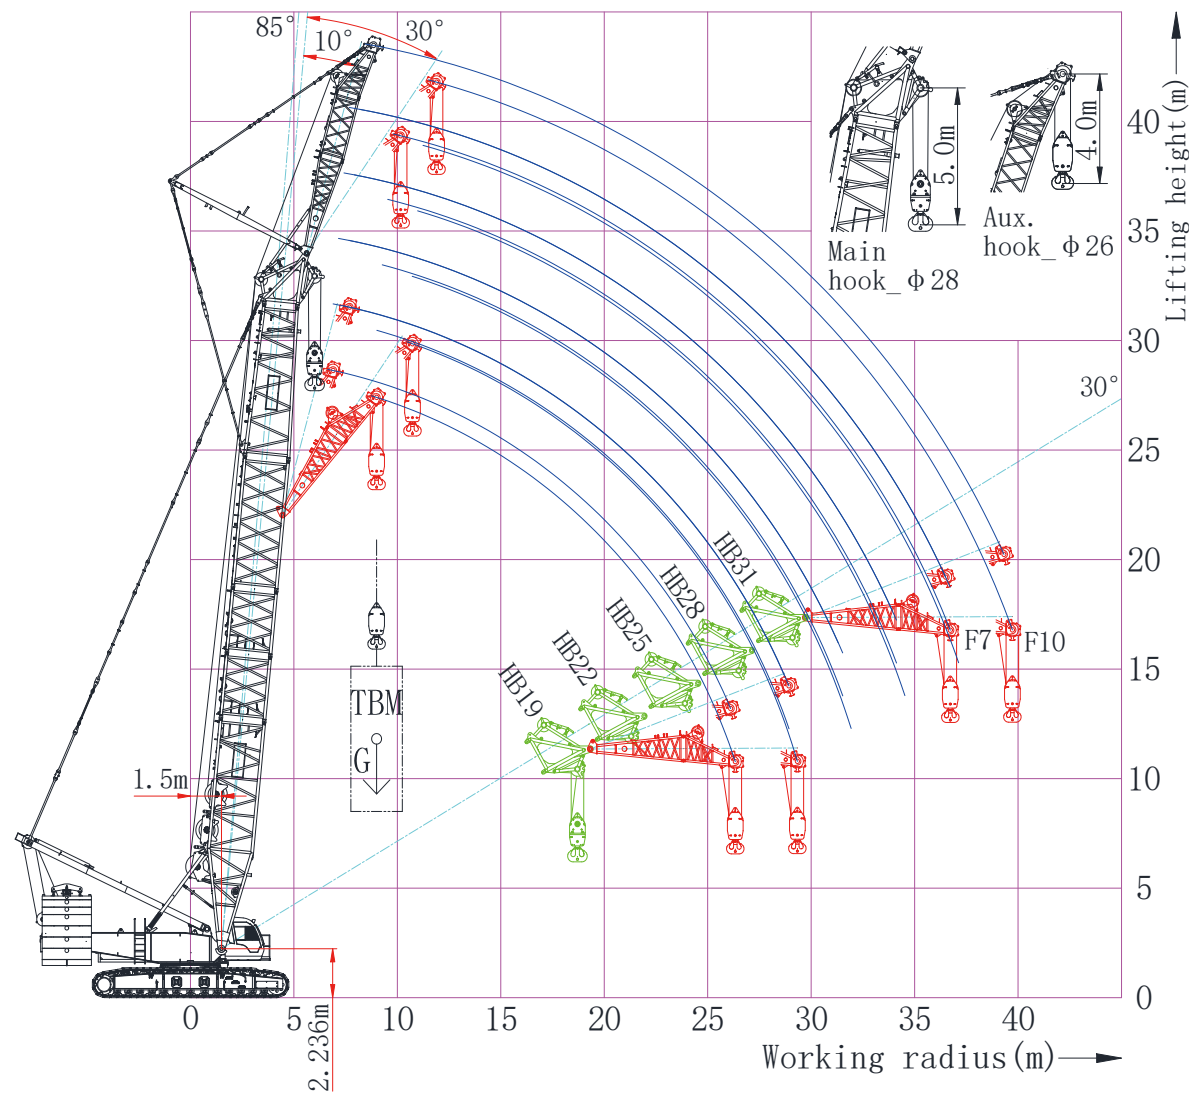 85°
30°
10°
5.0m
4.0m
Main
hook_ϕ28
Aux.
hook_ϕ26
Lifting height(m)
40
35
30
30°
25
20
HB31
HB28
HB25
HB22
HB19
F7
F10
15
TBM
G
1.5m
10
5
0
0
5
10
15
20
25
30
35
40
2.236m
Working radius(m)